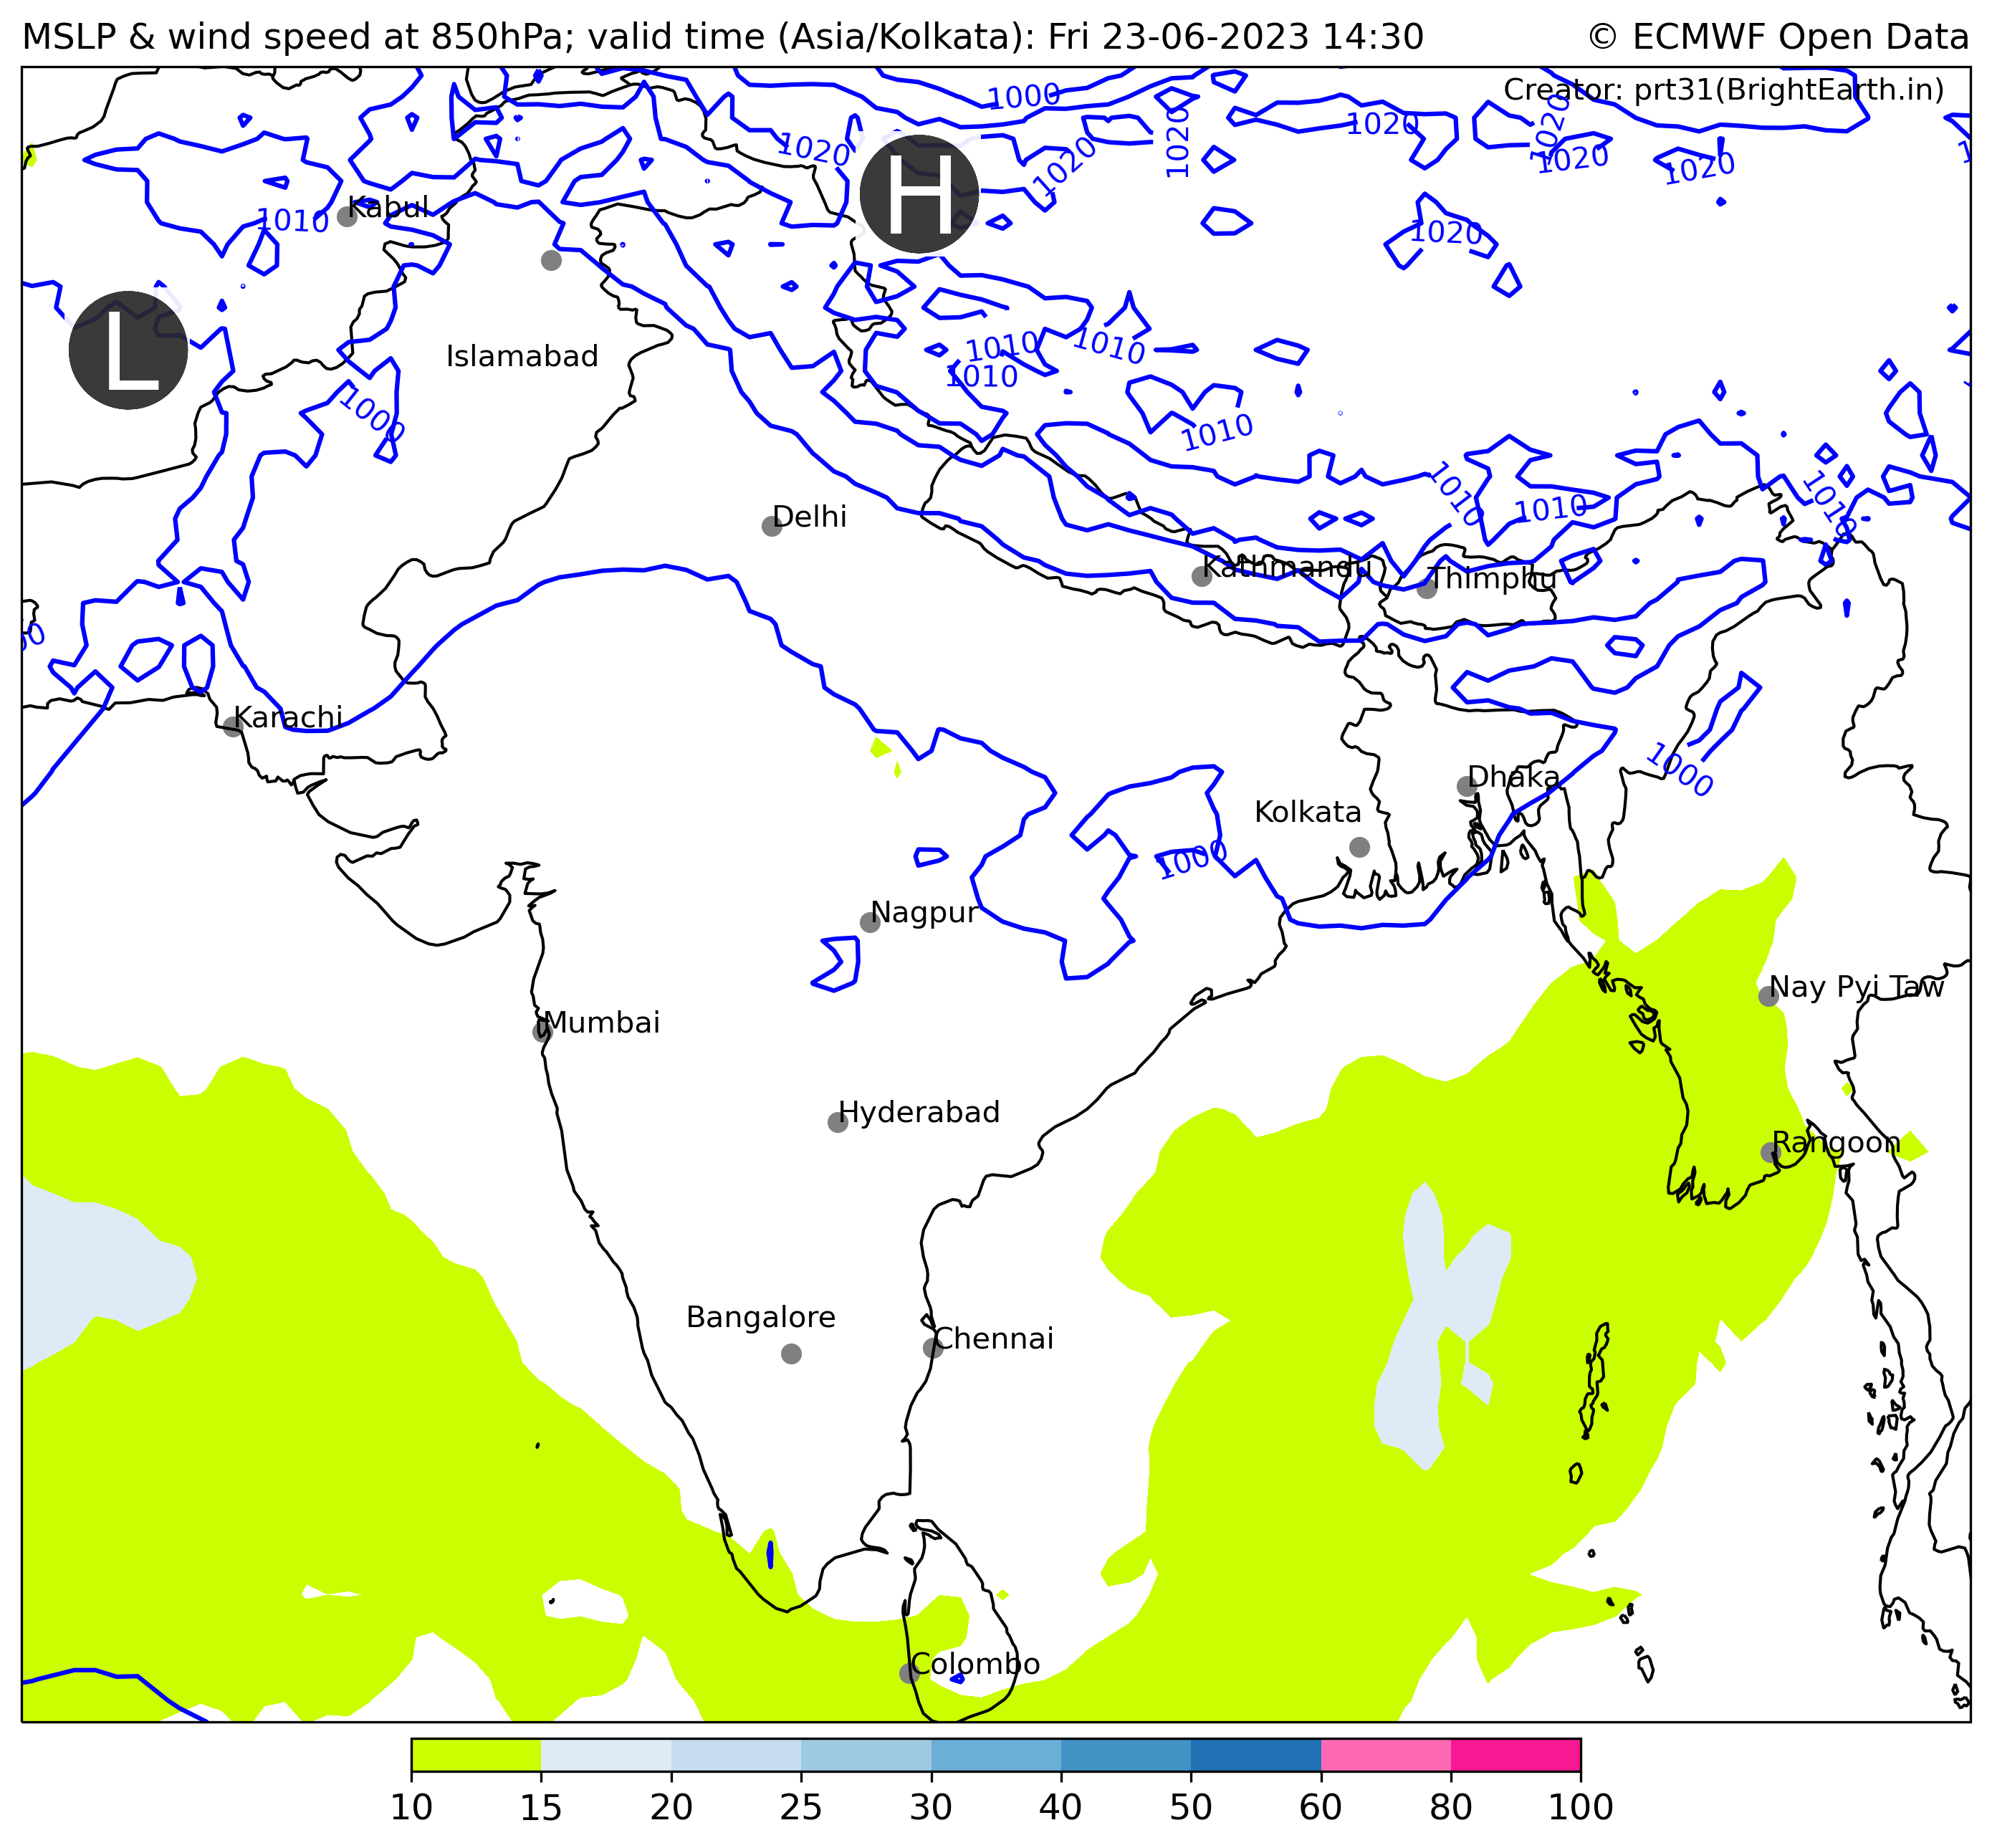 MSLP & wind speed at 850hPa; valid time (Asia/Kolkata): Fri 23-06-2023 14:30
© ECMWF Open Data
Creator: prt31(BrightEarth.in)
1000
1020
1020
1020
1020
1020
1020
1020
H
1020
Kabul
1010
1020
L
Islamabad
1010
1010
1010
1000
1010
Delhi
1010
1010
1010
Kathmandu
Thimphu
Karachi
1000
Dhaka
Kolkata
1000
Nagpur
Nay Pyi Taw
Mumbai
Hyderabad
Rangoon
Bangalore
Chennai
Colombo
10 15 20 25 30 40 50 60 80 100